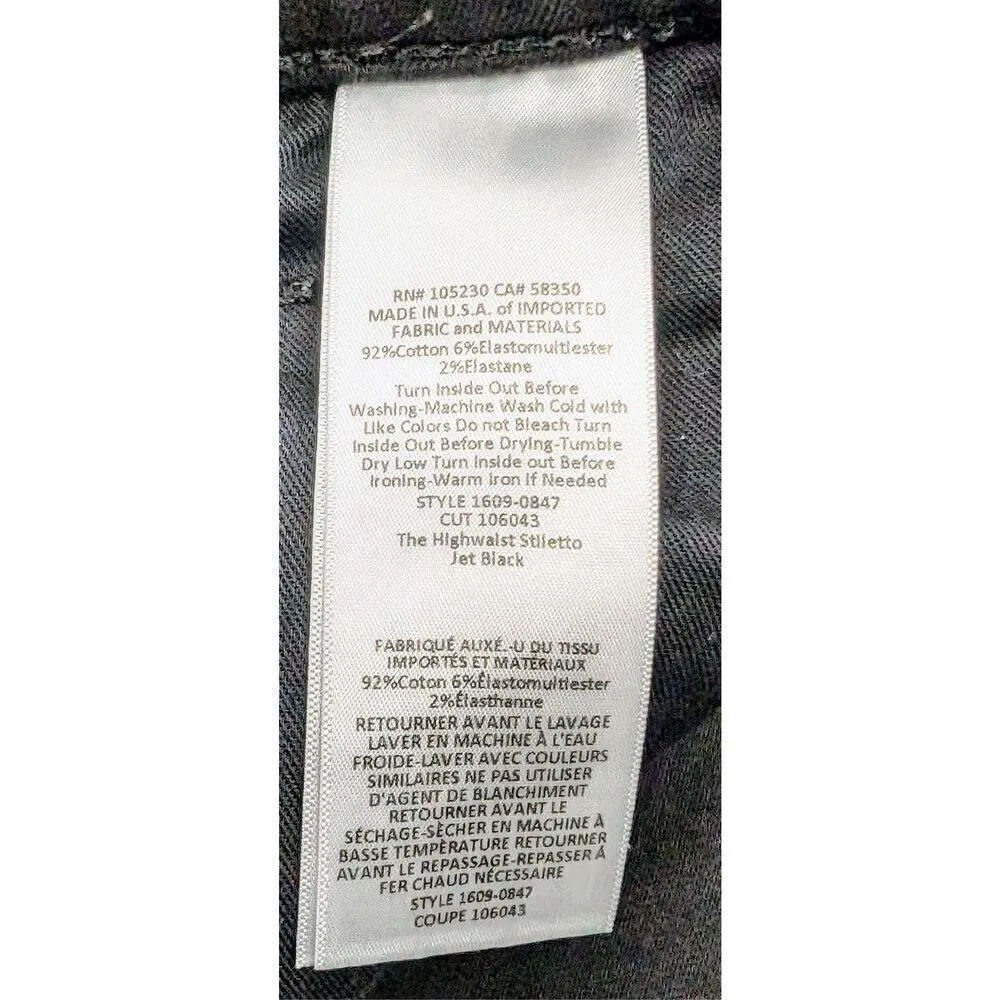 RN# 105230 CA# 58350
MADE IN U.S.A. of IMPORTED
FABRIC and MATERIALS
92%Cotton 6%Elastomultiester
2%Elastane
Turn Inside Out Before
Washing-Machine Wash Cold with
Like Colors Do not Bleach Turn
Inside Out Before Drying-Tumble
Dry Low Turn Inside out Before
Ironing-Warm Iron If Needed
STYLE 1609-0847
CUT 106043
The Highwaist Stiletto
Jet Black
FABRIQUÉ AUXÉ.-U DU TISSU
IMPORTÉS ET MATÉRIAUX
92%Coton 6%Élastomultiester
2%Élasthanne
RETOURNER AVANT LE LAVAGE
LAVER EN MACHINE À L'EAU
FROIDE-LAVER AVEC COULEURS
SIMILAIRES NE PAS UTILISER
D'AGENT DE BLANCHIMENT
RETOURNER AVANT LE
SÉCHAGE-SÈCHER EN MACHINE À
BASSE TEMPÈRATURE RETOURNER
AVANT LE REPASSAGE-REPASSER Á
FER CHAUD NÉCESSAIRE
STYLE 1609-0847
COUPE 106043